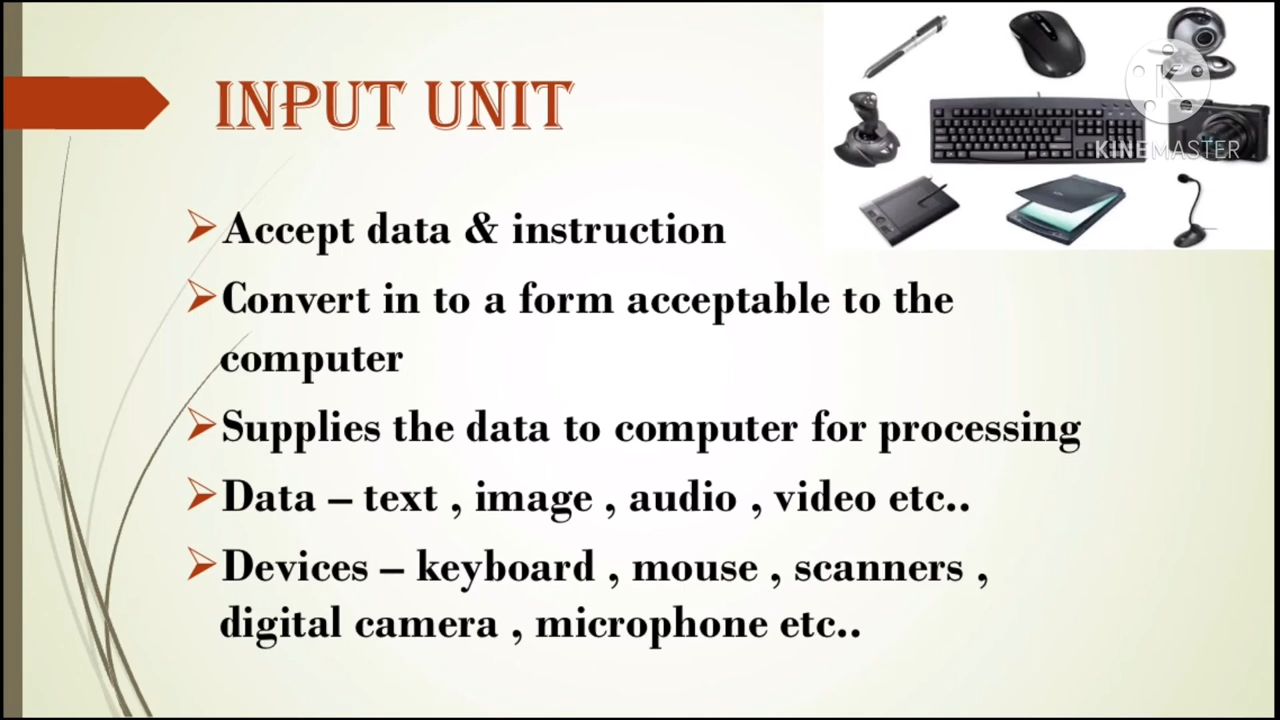 INPUT UNIT
K
KINEMASTER
Accept data & instruction
Convert in to a form acceptable to the
computer
Supplies the data to computer for processing
Data – text , image , audio , video etc..
Devices – keyboard , mouse , scanners ,
digital camera , microphone etc..